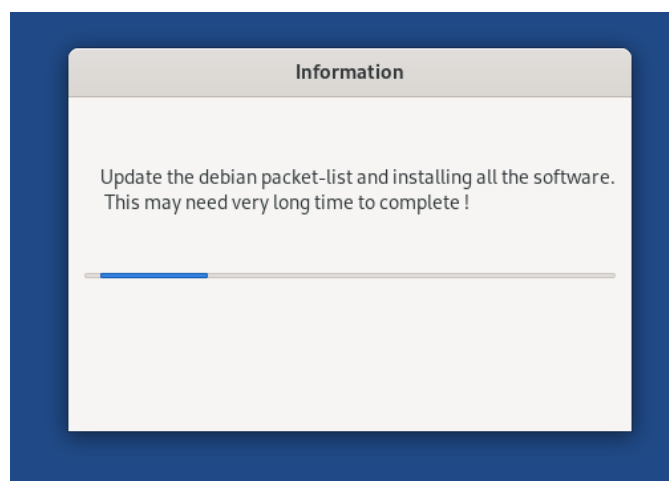 Information
Update the debian packet-list and installing all the software.
This may need very long time to complete !